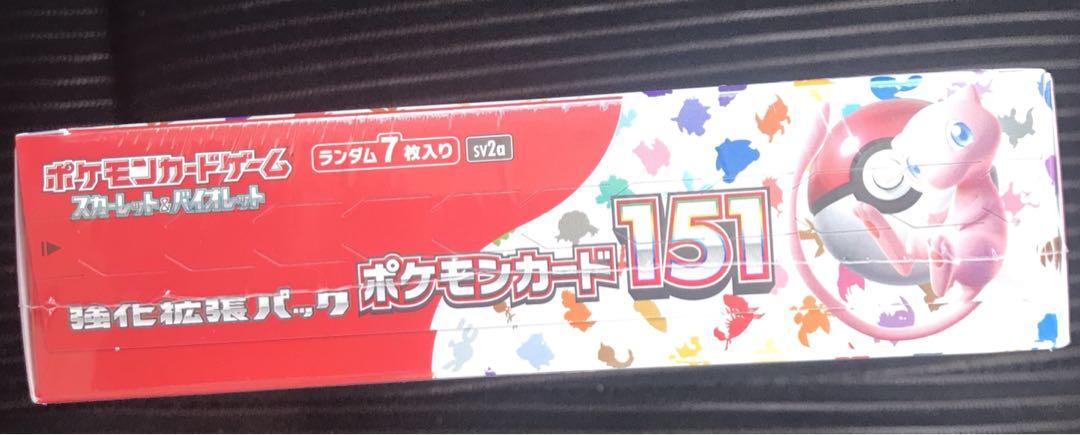 ポケモンカードゲーム
スカーレット&バイオレット
ランダム7枚入り
SV2a
強化拡張パック
ポケモンカード151